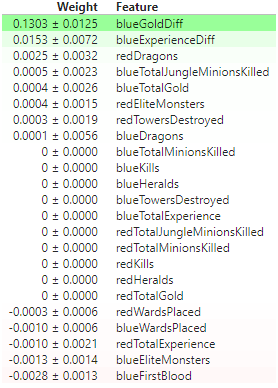 Weight Feature
0.1303 ± 0.0125 blueGoldDiff
0.0153 ± 0.0072 blueExperienceDiff
0.0025 ± 0.0032 redDragons
0.0005 ± 0.0023 blueTotalJungleMinionsKilled
0.0004 ± 0.0026 blueTotalGold
0.0004 ± 0.0015 redEliteMonsters
0.0003 ± 0.0019 redTowersDestroyed
0.0001 ± 0.0056 blueDragons
0 ± 0.0000 blueTotalMinionsKilled
0 ± 0.0000 blueKills
0 ± 0.0000 blueHeralds
0 ± 0.0000 blueTowersDestroyed
0 ± 0.0000 blueTotalExperience
0 ± 0.0000 redTotalJungleMinionsKilled
0 ± 0.0000 redTotalMinionsKilled
0 ± 0.0000 redKills
0 ± 0.0000 redHeralds
0 ± 0.0000 redTotalGold
-0.0003 ± 0.0006 redWardsPlaced
-0.0010 ± 0.0006 blueWardsPlaced
-0.0010 ± 0.0021 redTotalExperience
-0.0013 ± 0.0014 blueEliteMonsters
-0.0028 ± 0.0013 blueFirstBlood